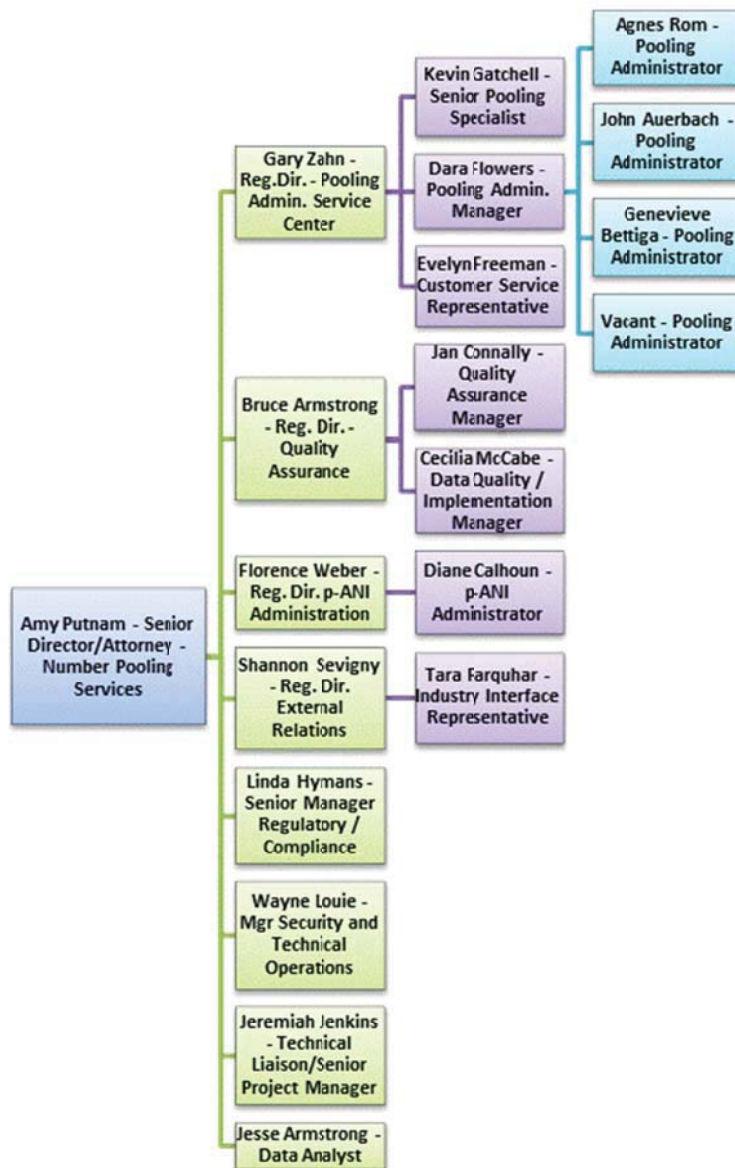 Amy Putnam - Senior
Director/Attorney -
Number Pooling
Services
Gary Zahn -
Reg.Dir. - Pooling
Admin. Service
Center
Kevin Gatchell -
Senior Pooling
Specialist
Dara Flowers -
Pooling Admin.
Manager
Agnes Rom -
Pooling
Administrator
John Auerbach -
Pooling
Administrator
Genevieve
Bettiga - Pooling
Administrator
Vacant - Pooling
Administrator
Evelyn Freeman -
Customer Service
Representative
Bruce Armstrong
- Reg. Dir. -
Quality
Assurance
Jan Connally -
Quality
Assurance
Manager
Cecilia McCabe -
Data Quality /
Implementation
Manager
Florence Weber -
Reg. Dir. p-ANI
Administration
Diane Calhoun -
p-ANI
Administrator
Shannon Sevigny
- Reg. Dir.
External
Relations
Tara Farquhar -
Industry Interface
Representative
Linda Hymans -
Senior Manager
Regulatory /
Compliance
Wayne Louie -
Mgr Security and
Technical
Operations
Jeremiah Jenkins
- Technical
Liaison/Senior
Project Manager
Jesse Armstrong -
Data Analyst